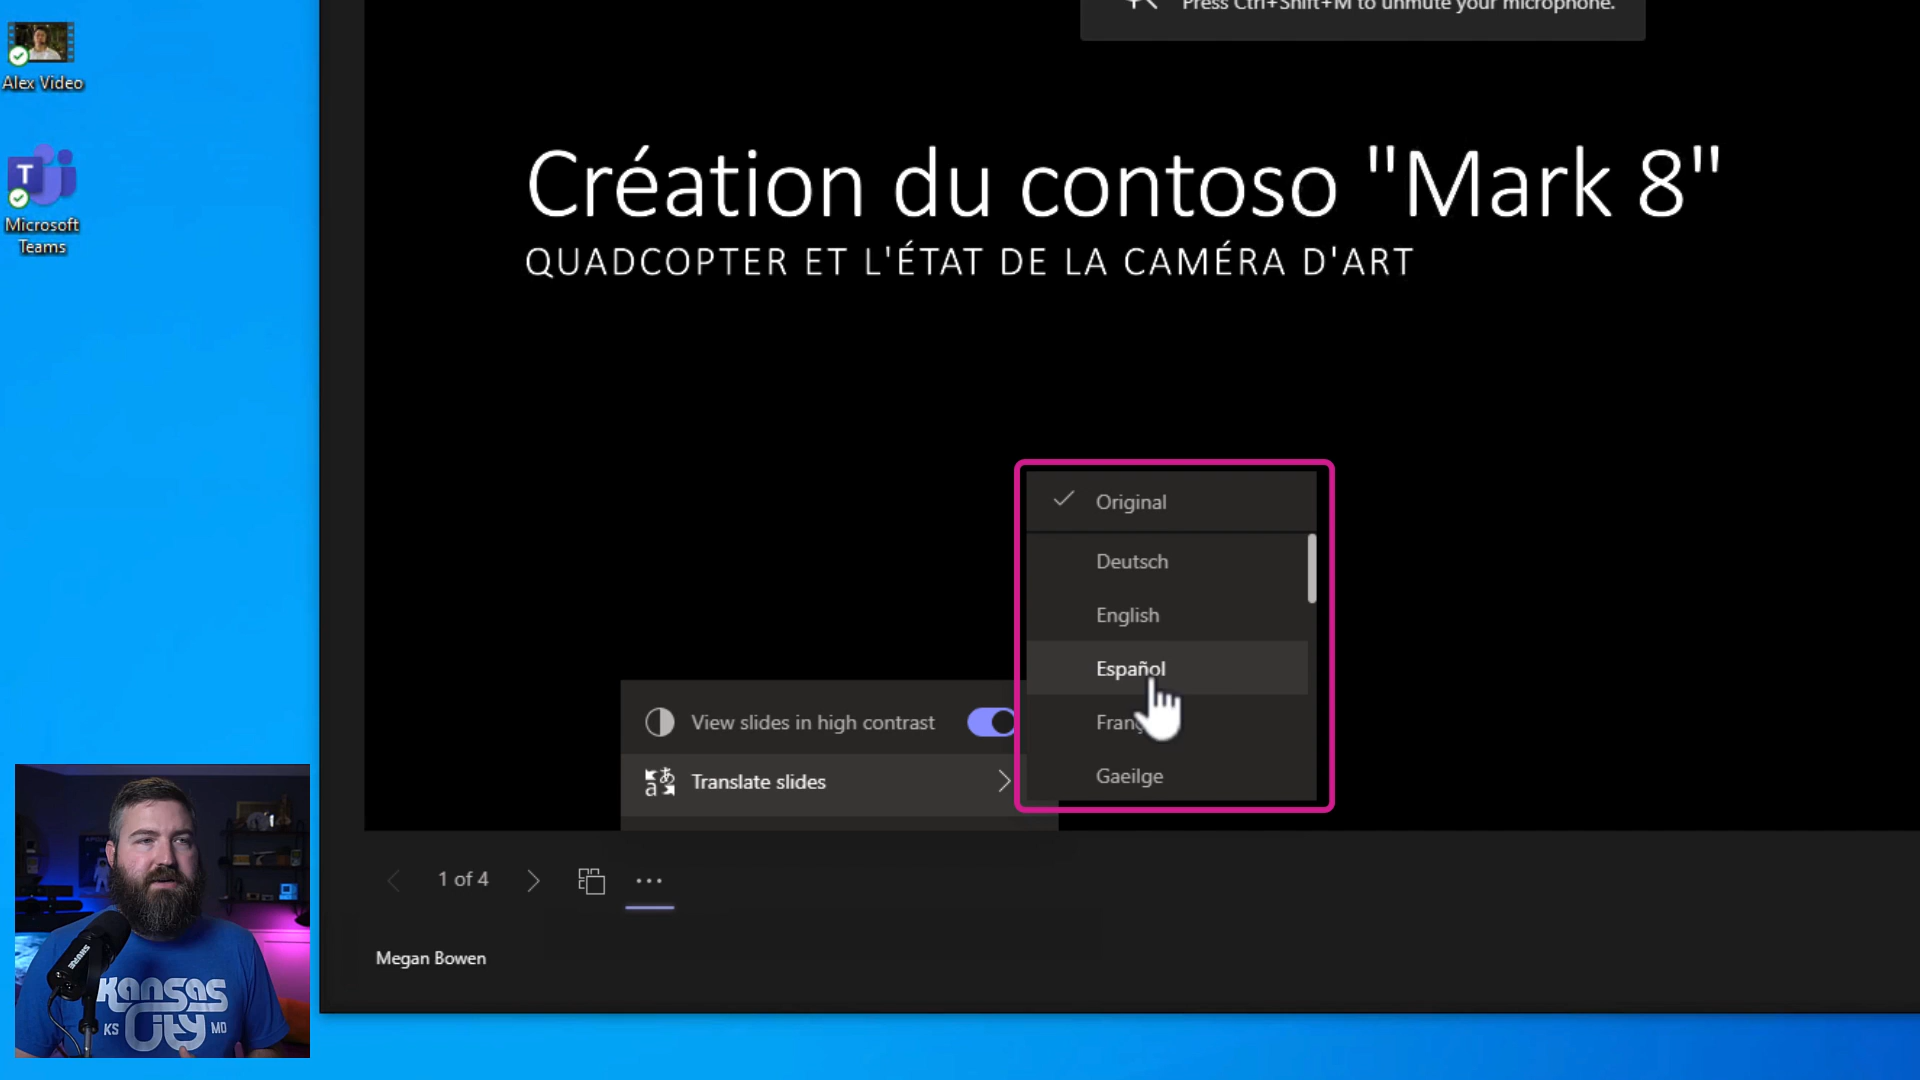 Alex Video
Microsoft
Teams
Press Ctrl+Shift+M to unmute your microphone.
Création du contoso "Mark 8"
QUADCOPTER ET L'ÉTAT DE LA CAMÉRA D'ART
Original
Deutsch
English
Español
Gaeilge
View slides in high contrast
Translate slides
1 of 4
Megan Bowen
SHURE
Kansas
City
KS
MO